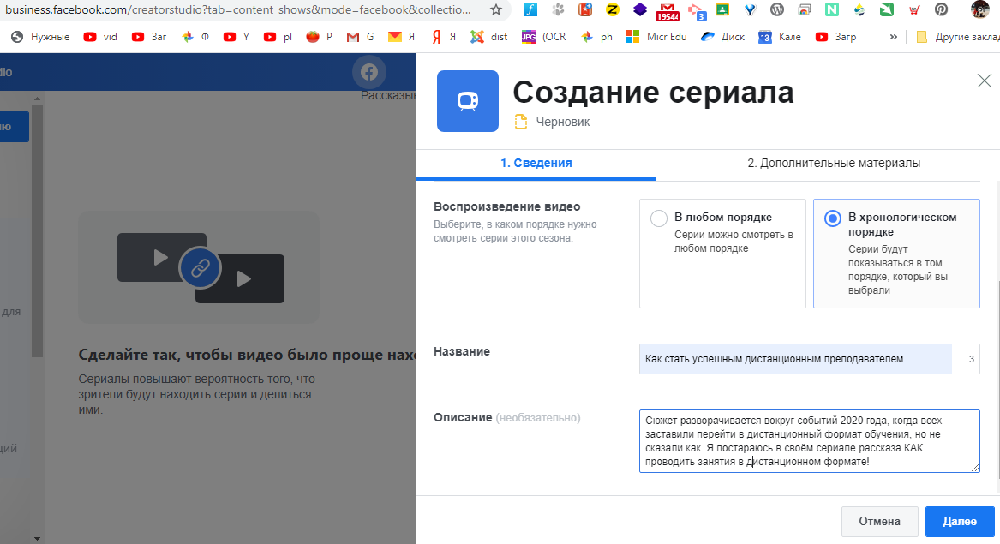 business.facebook.com/creatorstudio?tab=content_shows&mode=facebook&collectio...
19544
3
Нужные vid Заг Ф Y pl Р G Я Я dist JPG (OCR ph Micr Edu Диск 13 Кале Загр » Другие заклад
dio
Рассказыв
ю
для
ций
Сделайте так, чтобы видео было проще нахо
Сериалы повышают вероятность того, что
зрители будут находить серии и делиться
ими.
Создание сериала
Черновик
1. Сведения
2. Дополнительные материалы
Воспроизведение видео
Выберите, в каком порядке нужно
смотреть серии этого сезона.
В любом порядке
Серии можно смотреть в
любом порядке
В хронологическом
порядке
Серии будут
показываться в том
порядке, который вы
выбрали
Название
Как стать успешным дистанционным преподавателем
3
Описание (необязательно)
Сюжет разворачивается вокруг событий 2020 года, когда всех
заставили перейти в дистанционный формат обучения, но не
сказали как. Я постараюсь в своём сериале рассказа КАК
проводить занятия в дистанционном формате!
Отмена
Далее